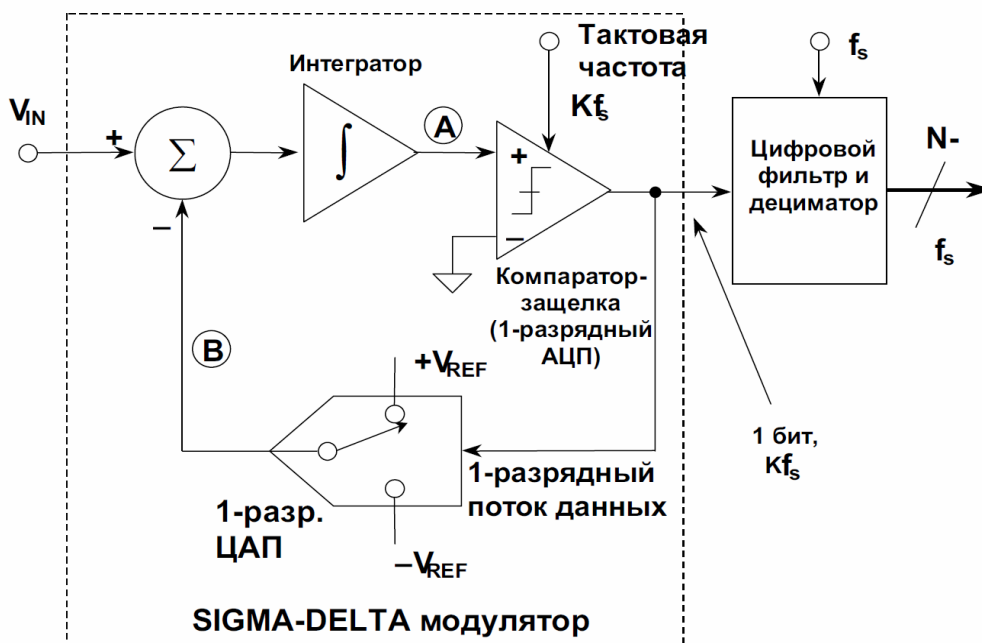 Тактовая
частота
Kfs
fs
Интегратор
VIN
+
Σ
∫
A
+
–
–
Цифровой
фильтр и
дециматор
N-
fs
Компаратор-
защелка
(1-разрядный
АЦП)
B
+VREF
1 бит,
Kfs
1-разрядный
поток данных
1-разр.
ЦАП
–VREF
SIGMA-DELTA модулятор